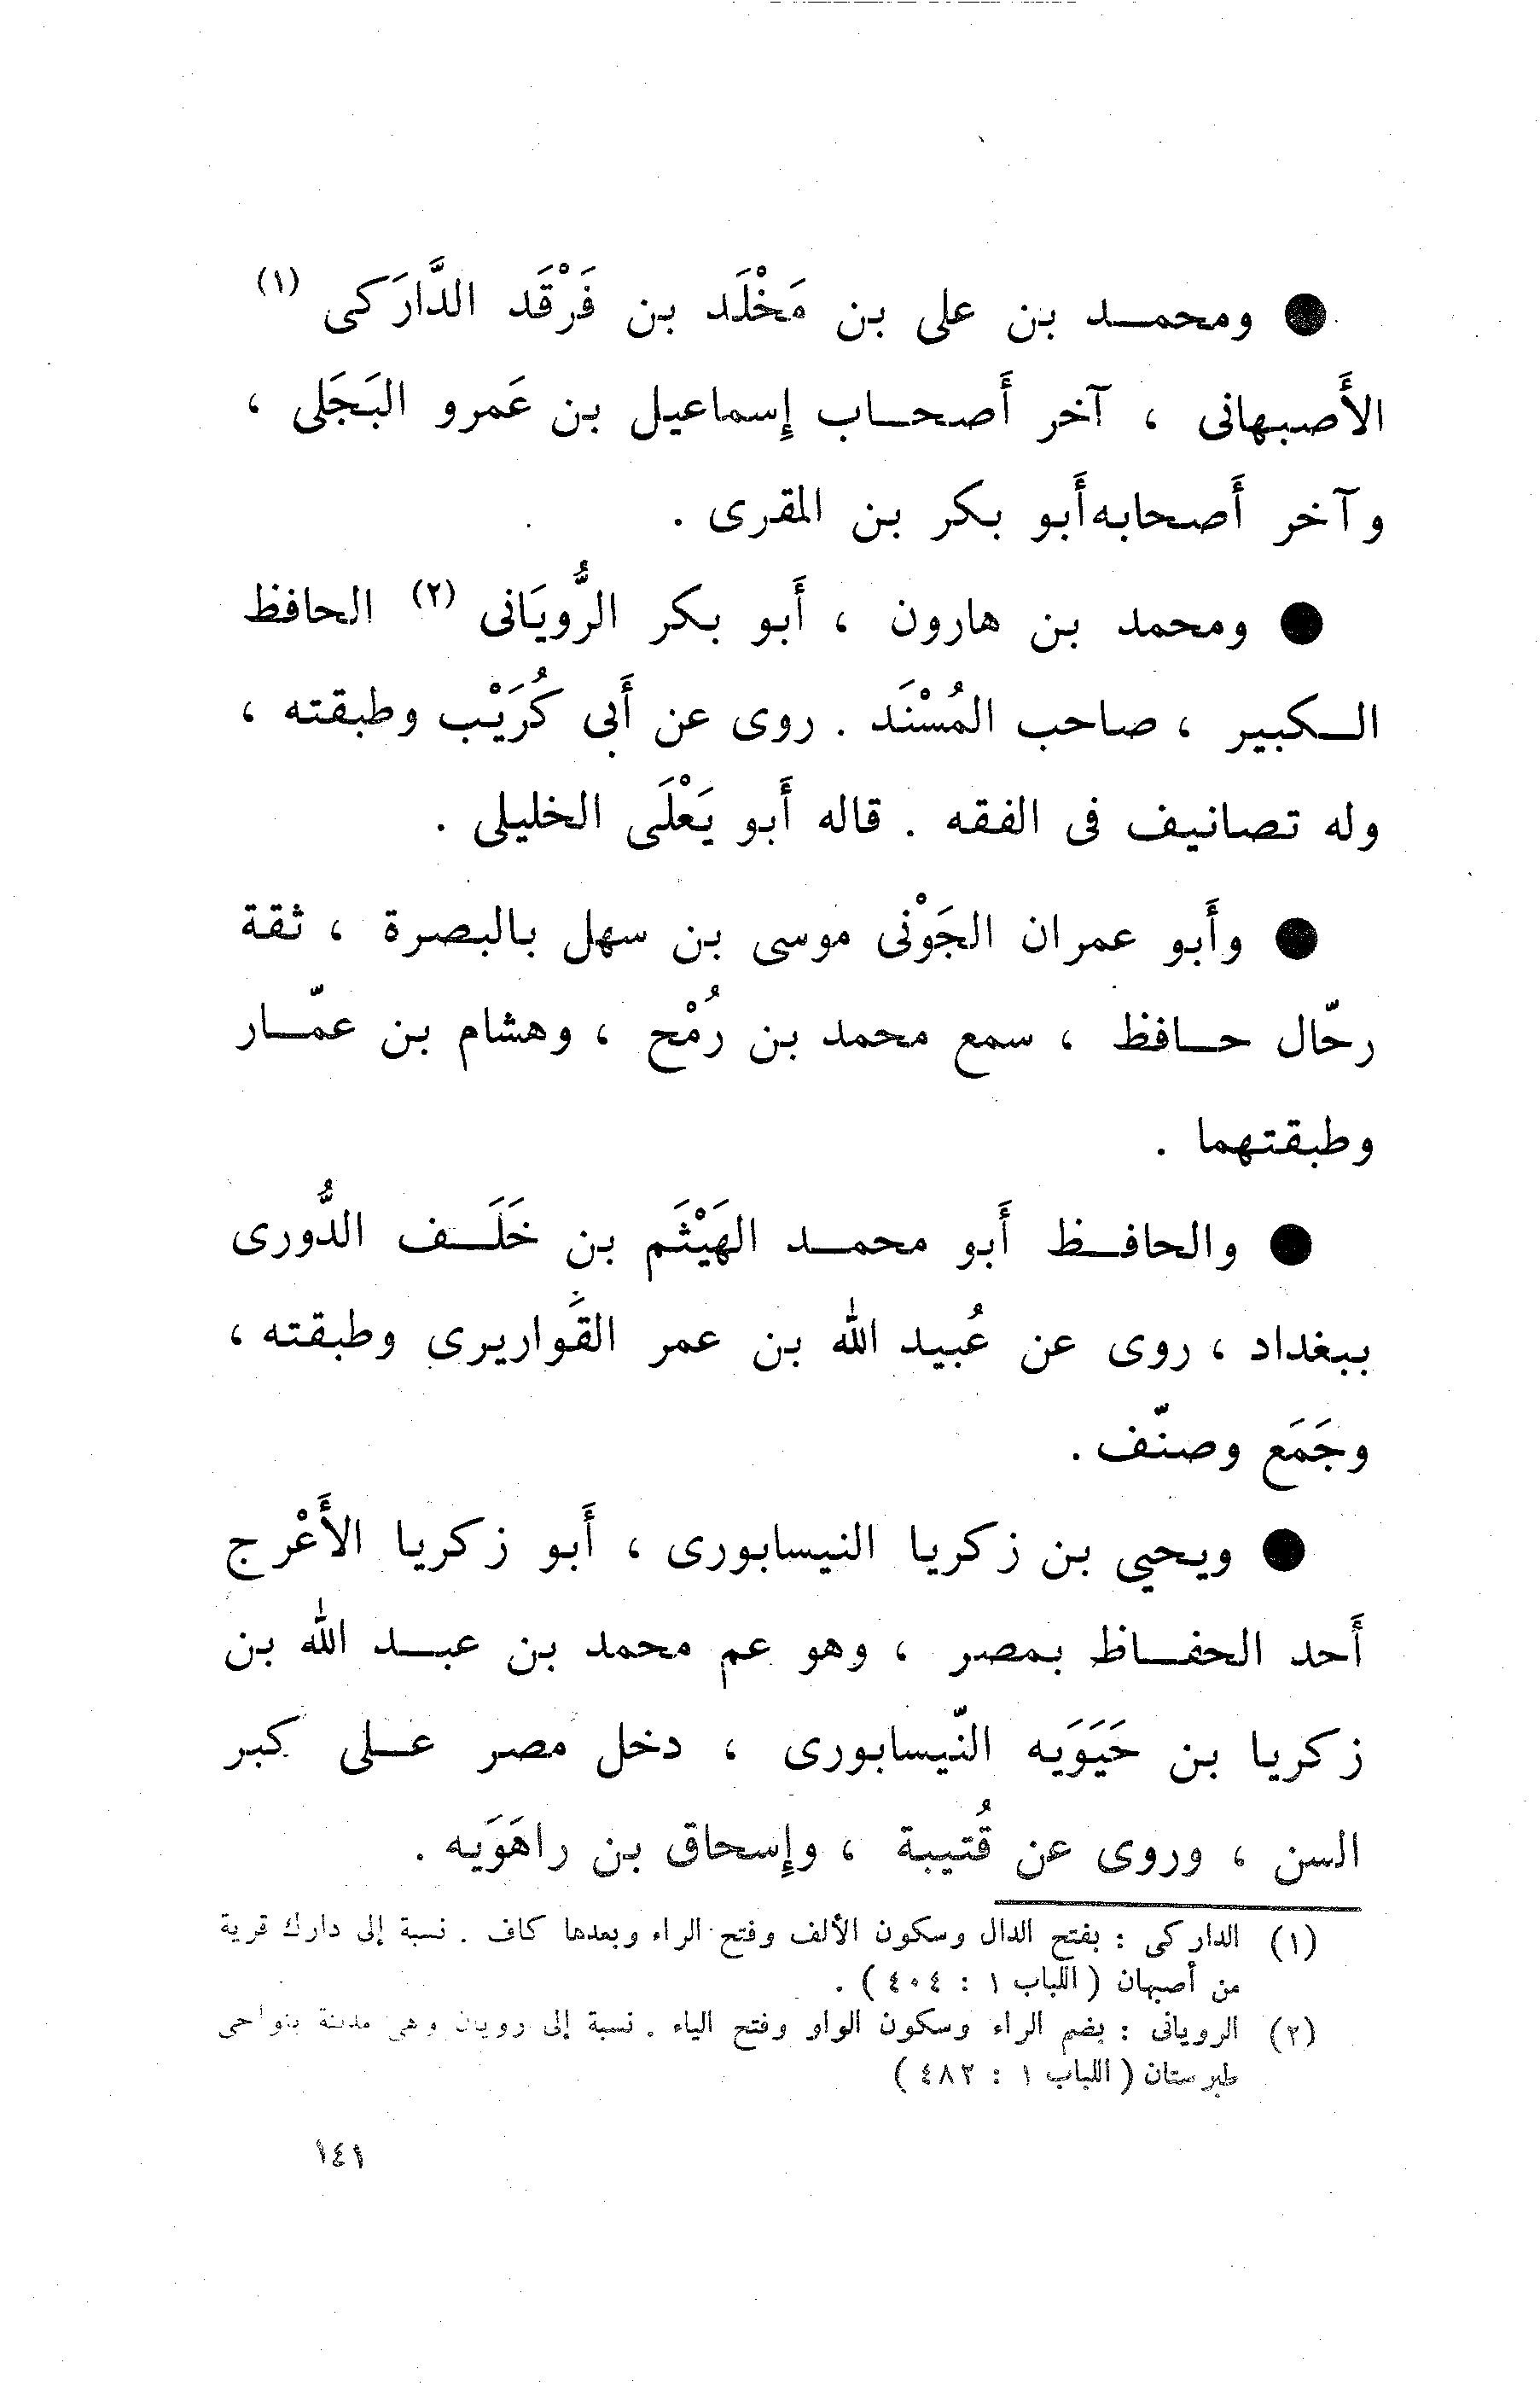 ● ومحمد بن على بن مَخْلَد بن فَرْقَد الدَّارَكى (١)
الأَصبهانى ، آخر أَصحاب إِسماعيل بن عَمرو البَجَلى ،
وآخر أَصحابه أَبو بكر بن المقرى .
● ومحمد بن هارون ، أَبو بكر الرُّويَانى (٢) الحافظ
الكبير ، صاحب المُسْنَد . روى عن أَبى كُرَيْب وطبقته ،
وله تصانيف فى الفقه . قاله أَبو يَعْلَى الخليلى .
● وأَبو عمران الجَوْنى موسى بن سهل بالبصرة ، ثقة
رحّال حافظ ، سمع محمد بن رُمْح ، وهشام بن عمّار
وطبقتهما .
● والحافظ أَبو محمد الهَيْثَم بن خَلَف الدُّورى
ببغداد ، روى عن عُبيد الله بن عمر القَواريرى وطبقته ،
وجَمَع وصنّف .
● ويحيى بن زكريا النيسابورى ، أَبو زكريا الأَعْرج
أَحد الحفاظ بمصر ، وهو عم محمد بن عبد الله بن
زكريا بن حَيَوَيه النّيسابورى ، دخل مصر على كبر
السن ، وروى عن قُتيبة ، وإِسحاق بن راهَوَيه .
(١) الداركى : بفتح الدال وسكون الألف وفتح الراء وبعدها كاف . نسبة إلى دارك قرية
من أصبهان ( اللباب ١ : ٤٠٤ ) .
(٢) الرويانى : بضم الراء وسكون الواو وفتح الياء . نسبة إلى رويان وهى مدينة بنواحى
طبرستان ( اللباب ١ : ٤٨٢ )
١٤١